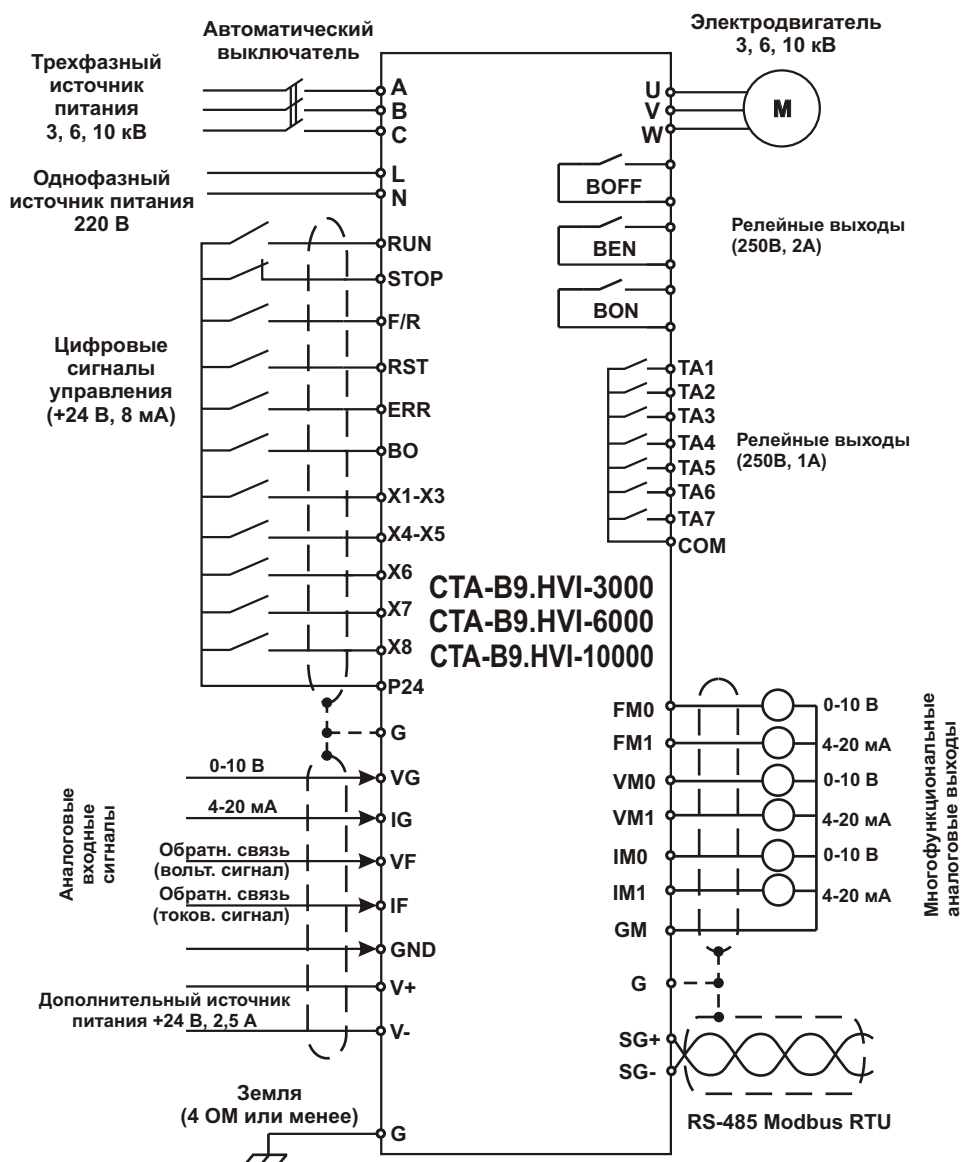 Автоматический
выключатель
Электродвигатель
3, 6, 10 кВ
Трехфазный
источник
питания
3, 6, 10 кВ
A
B
C
U
V
W
M
Однофазный
источник питания
220 В
L
N
BOFF
BEN
BON
Релейные выходы
(250В, 2А)
Цифровые
сигналы
управления
(+24 В, 8 мА)
RUN
STOP
F/R
RST
ERR
BO
X1-X3
X4-X5
X6
X7
X8
P24
G
TA1
TA2
TA3
TA4
TA5
TA6
TA7
COM
Релейные выходы
(250В, 1А)
CTA-B9.HVI-3000
CTA-B9.HVI-6000
CTA-B9.HVI-10000
Аналоговые
входные
сигналы
0-10 В
VG
4-20 мА
IG
Обратн. связь
(вольт. сигнал)
VF
Обратн. связь
(токов. сигнал)
IF
GND
V+
Дополнительный источник
питания +24 В, 2,5 А
V-
Земля
(4 ОМ или менее)
G
FM0
0-10 В
FM1
4-20 мА
VM0
0-10 В
VM1
4-20 мА
IM0
0-10 В
IM1
4-20 мА
GM
Многофункциональные
аналоговые выходы
G
SG+
SG-
RS-485 Modbus RTU